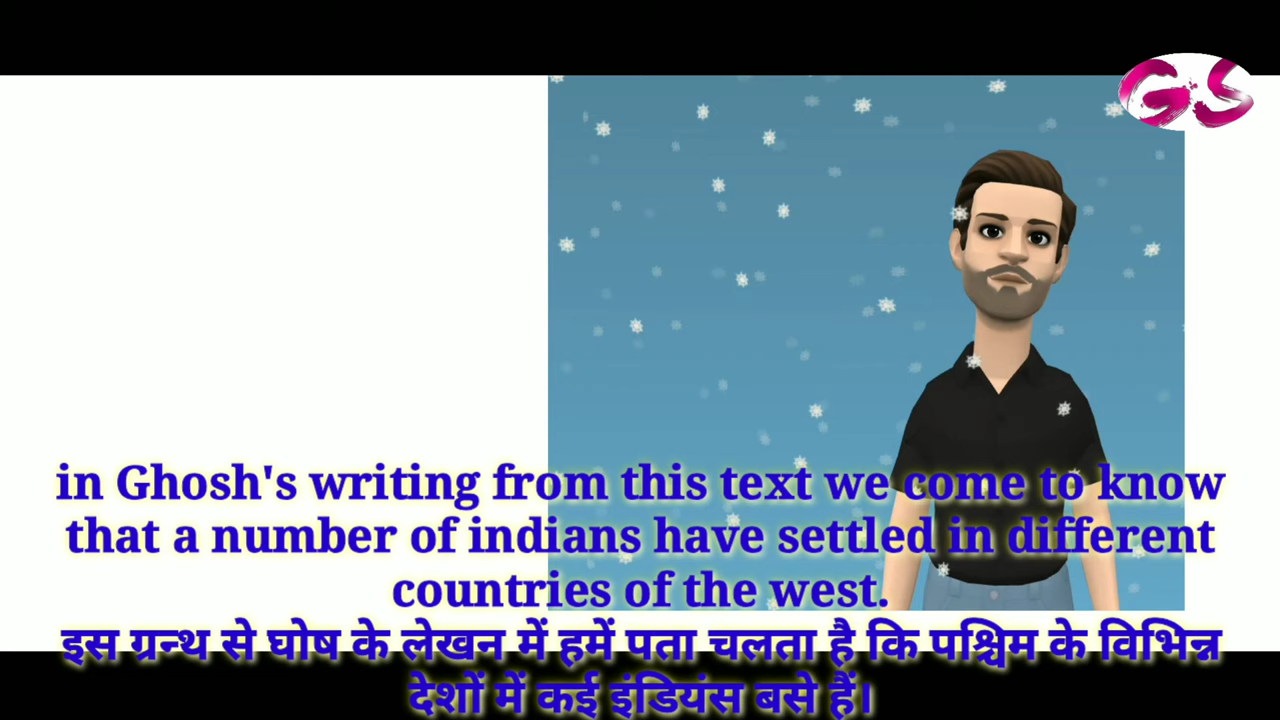 GS
in Ghosh's writing from this text we come to know
that a number of indians have settled in different
countries of the west.
इस ग्रन्थ से घोष के लेखन में हमें पता चलता है कि पश्चिम के विभिन्न
देशों में कई इंडियंस बसे हैं।